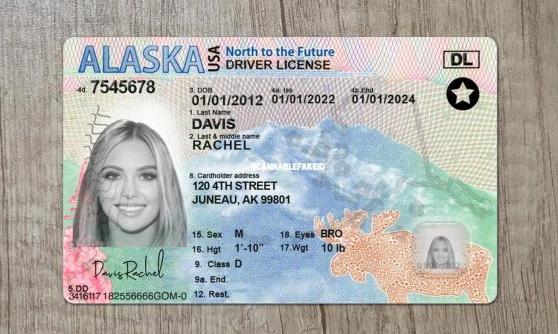 ALASKA USA North to the Future DL
DRIVER LICENSE
4d. 7545678
3. DOB 4a. Iss 4b.End
01/01/2012 01/01/2022 01/01/2024
1. Last Name
DAVIS
2. Last & middle name
RACHEL
@CANNABLEFAKEID
8. Cardholder address
120 4TH STREET
JUNEAU, AK 99801
15. Sex M 18. Eyes BRO
16. Hgt 1'-10" 17.Wgt 10 lb
9. Class D
9a. End.
DavisRachel
5.DD
3416117 182556666GOM-0 12. Rest.